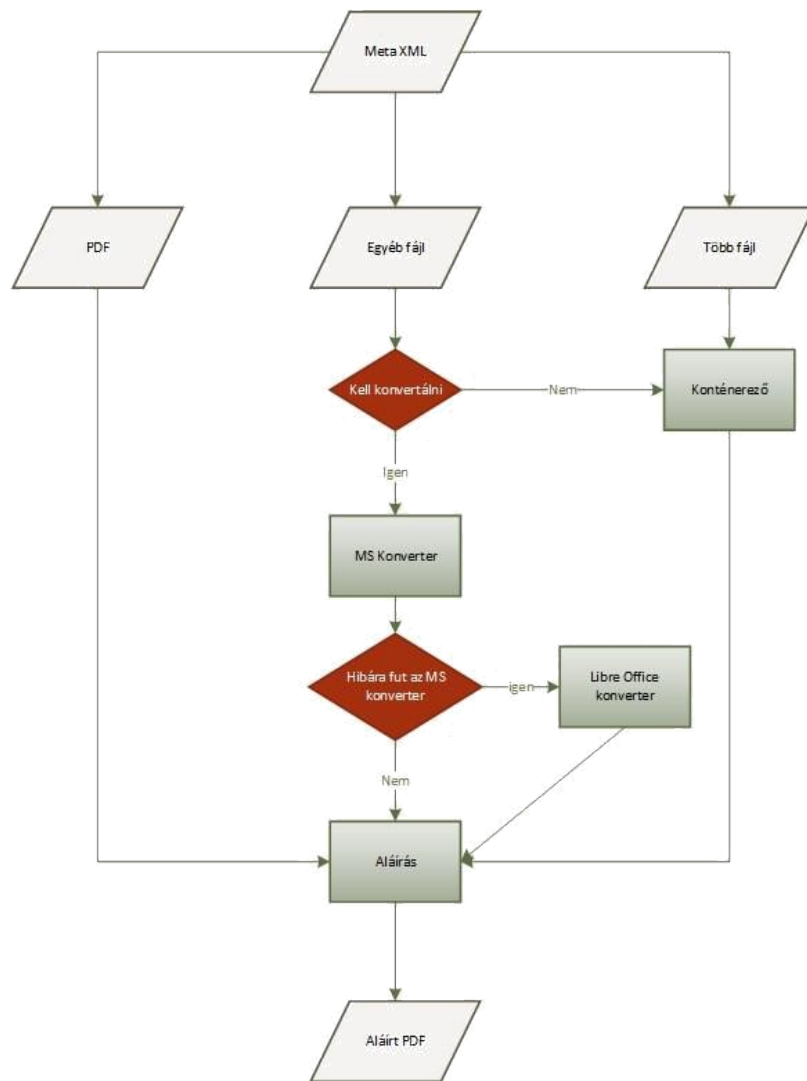 Meta XML
PDF
Egyéb fájl
Több fájl
Kell konvertálni
Nem
Konténerező
Igen
MS Konverter
Hibára fut az MS
konverter
igen
Libre Office
konverter
Nem
Aláírás
Aláírt PDF